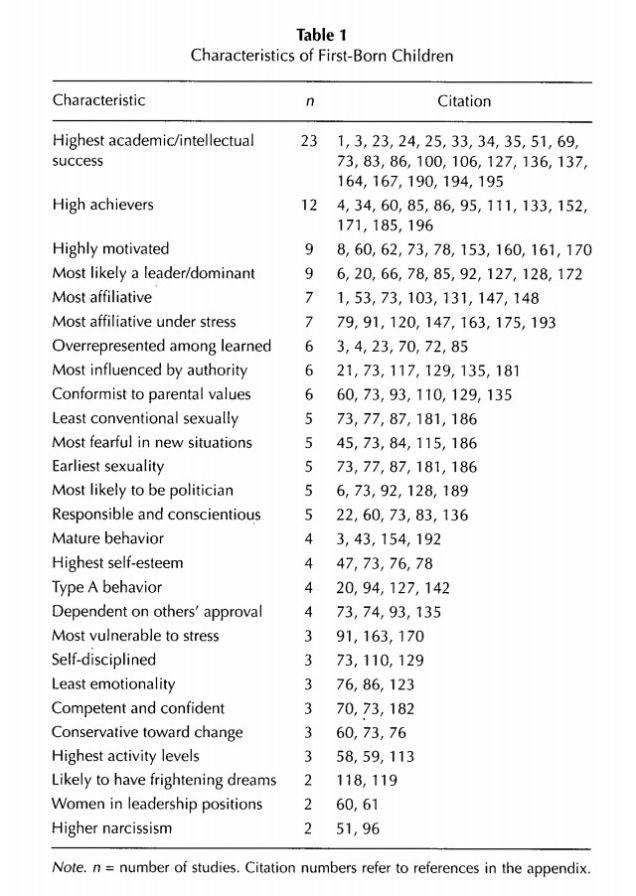 Table 1
Characteristics of First-Born Children
Characteristic n Citation
Highest academic/intellectual 23 1, 3, 23, 24, 25, 33, 34, 35, 51, 69,
success 73, 83, 86, 100, 106, 127, 136, 137,
164, 167, 190, 194, 195
High achievers 12 4, 34, 60, 85, 86, 95, 111, 133, 152,
171, 185, 196
Highly motivated 9 8, 60, 62, 73, 78, 153, 160, 161, 170
Most likely a leader/dominant 9 6, 20, 66, 78, 85, 92, 127, 128, 172
Most affiliative 7 1, 53, 73, 103, 131, 147, 148
Most affiliative under stress 7 79, 91, 120, 147, 163, 175, 193
Overrepresented among learned 6 3, 4, 23, 70, 72, 85
Most influenced by authority 6 21, 73, 117, 129, 135, 181
Conformist to parental values 6 60, 73, 93, 110, 129, 135
Least conventional sexually 5 73, 77, 87, 181, 186
Most fearful in new situations 5 45, 73, 84, 115, 186
Earliest sexuality 5 73, 77, 87, 181, 186
Most likely to be politician 5 6, 73, 92, 128, 189
Responsible and conscientious 5 22, 60, 73, 83, 136
Mature behavior 4 3, 43, 154, 192
Highest self-esteem 4 47, 73, 76, 78
Type A behavior 4 20, 94, 127, 142
Dependent on others' approval 4 73, 74, 93, 135
Most vulnerable to stress 3 91, 163, 170
Self-disciplined 3 73, 110, 129
Least emotionality 3 76, 86, 123
Competent and confident 3 70, 73, 182
Conservative toward change 3 60, 73, 76
Highest activity levels 3 58, 59, 113
Likely to have frightening dreams 2 118, 119
Women in leadership positions 2 60, 61
Higher narcissism 2 51, 96
Note. n = number of studies. Citation numbers refer to references in the appendix.